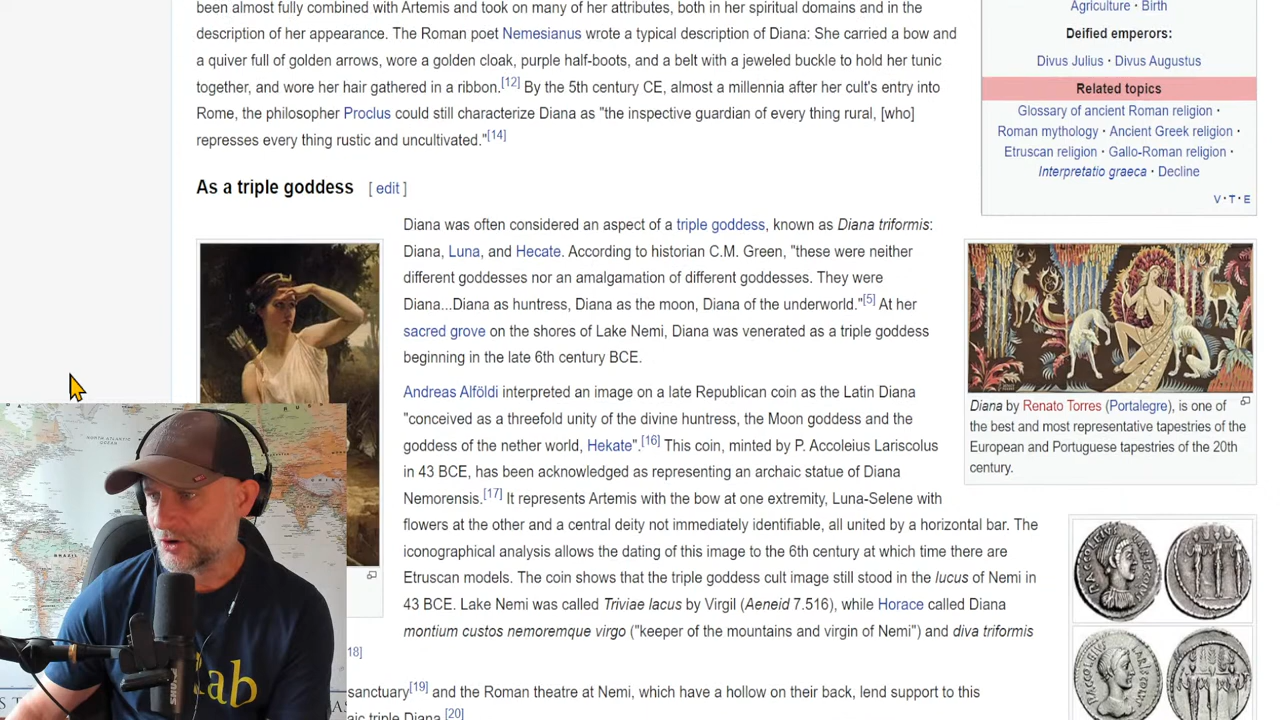 been almost fully combined with Artemis and took on many of her attributes, both in her spiritual domains and in the
description of her appearance. The Roman poet Nemesianus wrote a typical description of Diana: She carried a bow and
a quiver full of golden arrows, wore a golden cloak, purple half-boots, and a belt with a jeweled buckle to hold her tunic
together, and wore her hair gathered in a ribbon.[12] By the 5th century CE, almost a millennia after her cult's entry into
Rome, the philosopher Proclus could still characterize Diana as "the inspective guardian of every thing rural, [who]
represses every thing rustic and uncultivated."[14]
As a triple goddess [ edit ]
Diana was often considered an aspect of a triple goddess, known as Diana triformis:
Diana, Luna, and Hecate. According to historian C.M. Green, "these were neither
different goddesses nor an amalgamation of different goddesses. They were
Diana...Diana as huntress, Diana as the moon, Diana of the underworld."[5] At her
sacred grove on the shores of Lake Nemi, Diana was venerated as a triple goddess
beginning in the late 6th century BCE.
Andreas Alföldi interpreted an image on a late Republican coin as the Latin Diana
"conceived as a threefold unity of the divine huntress, the Moon goddess and the
goddess of the nether world, Hekate".[16] This coin, minted by P. Accoleius Lariscolus
in 43 BCE, has been acknowledged as representing an archaic statue of Diana
Nemorensis.[17] It represents Artemis with the bow at one extremity, Luna-Selene with
flowers at the other and a central deity not immediately identifiable, all united by a horizontal bar. The
iconographical analysis allows the dating of this image to the 6th century at which time there are
Etruscan models. The coin shows that the triple goddess cult image still stood in the lucus of Nemi in
43 BCE. Lake Nemi was called Triviae lacus by Virgil (Aeneid 7.516), while Horace called Diana
montium custos nemoremque virgo ("keeper of the mountains and virgin of Nemi") and diva triformis
18]
sanctuary[19] and the Roman theatre at Nemi, which have a hollow on their back, lend support to this
aic triple Diana.[20]
Agriculture · Birth
Deified emperors:
Divus Julius · Divus Augustus
Related topics
Glossary of ancient Roman religion ·
Roman mythology · Ancient Greek religion ·
Etruscan religion · Gallo-Roman religion ·
Interpretatio graeca · Decline
V·T·E
Diana by Renato Torres (Portalegre), is one of
the best and most representative tapestries of the
European and Portuguese tapestries of the 20th
century.
NORTH ATLANTIC
OCEAN
BRAZIL
ab